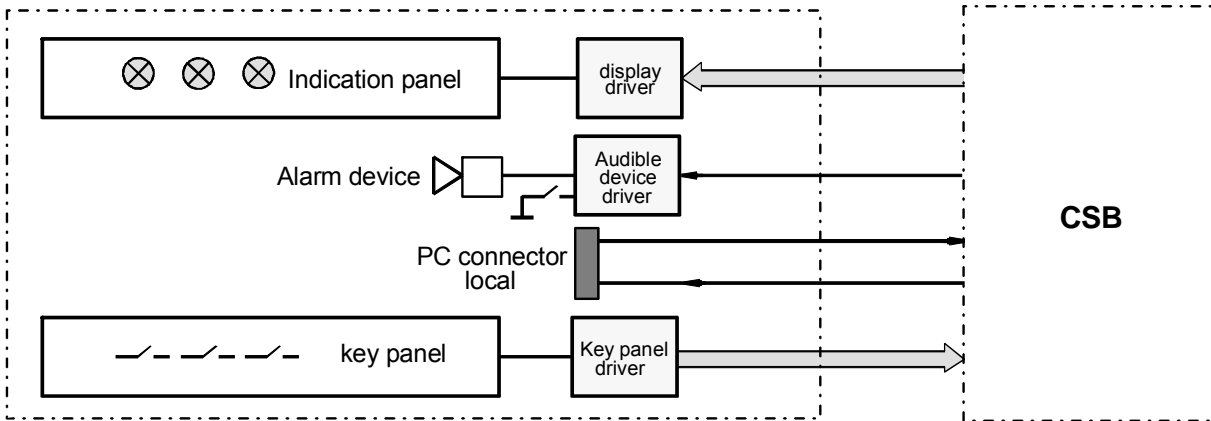 Indication panel
display
driver
Alarm device
Audible
device
driver
CSB
PC connector
local
key panel
Key panel
driver